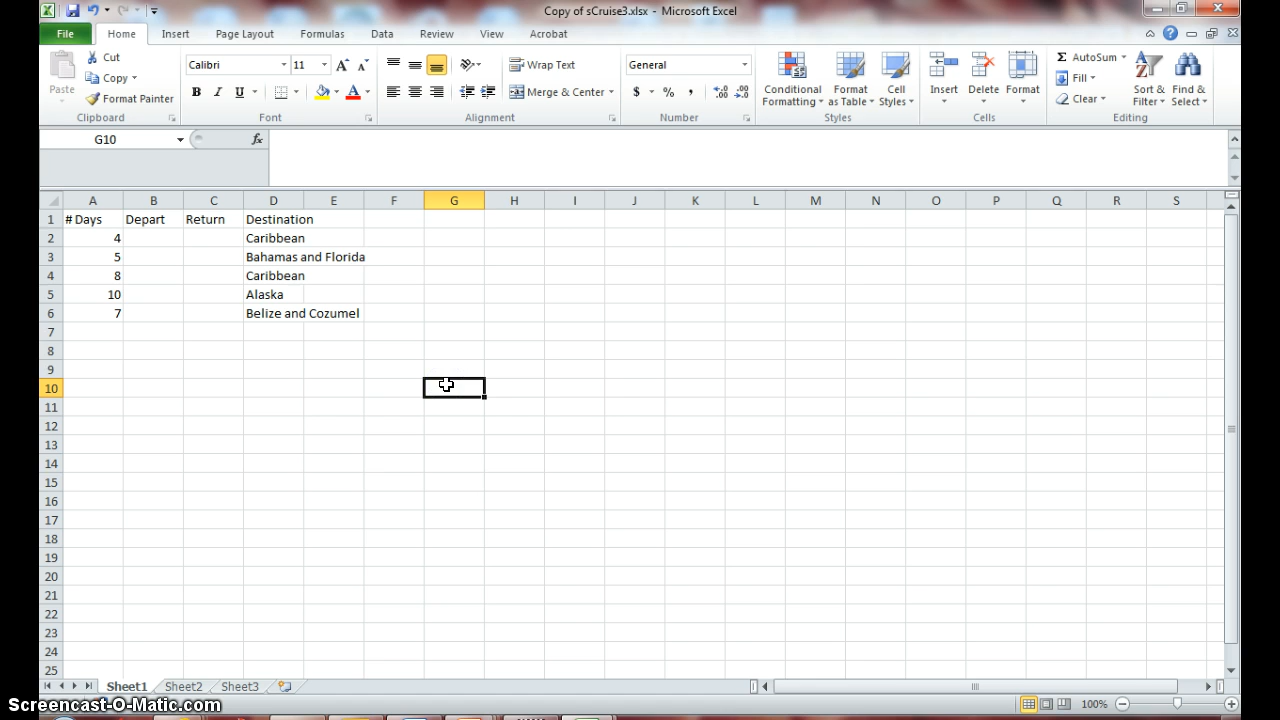 Copy of sCruise3.xlsx - Microsoft Excel
File Home Insert Page Layout Formulas Data Review View Acrobat
Paste
Cut
Copy
Format Painter
Clipboard
Calibri 11
B I U
Font
Wrap Text
Merge & Center
Alignment
General
$ % ,
Number
Conditional Formatting
Format as Table
Cell Styles
Styles
Insert Delete Format
Cells
AutoSum
Fill
Clear
Sort & Filter
Find & Select
Editing
G10 fx
A B C D E F G H I J K L M N O P Q R S
1 # Days Depart Return Destination
2 4 Caribbean
3 5 Bahamas and Florida
4 8 Caribbean
5 10 Alaska
6 7 Belize and Cozumel
7
8
9
10
11
12
13
14
15
16
17
18
19
20
21
22
23
24
25
Sheet1 Sheet2 Sheet3
100%
Screencast-O-Matic.com